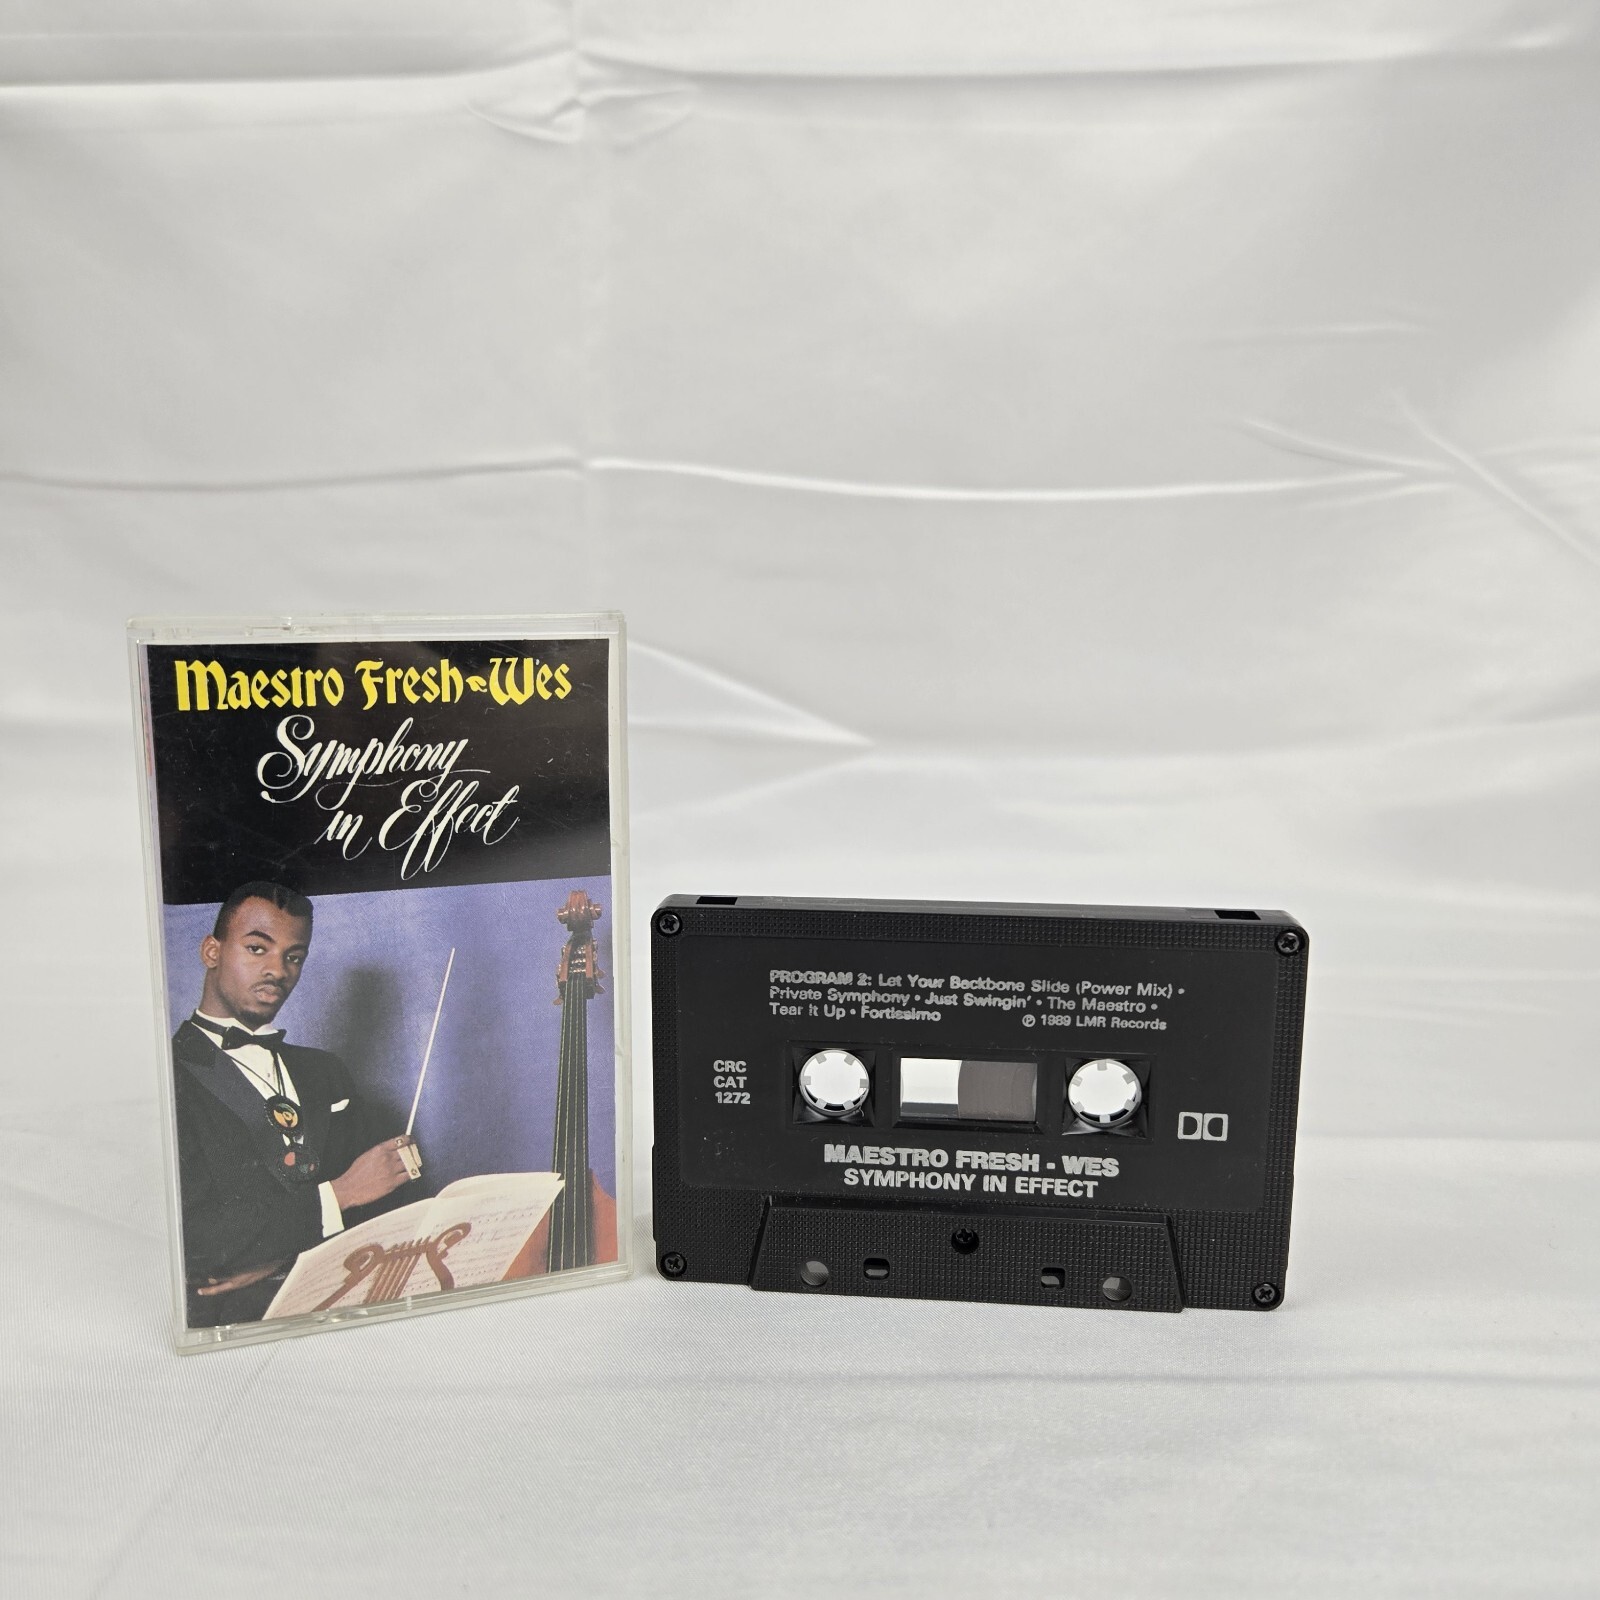 Maestro Fresh-Wes
Symphony
in Effect
PROGRAM 2: Let Your Backbone Slide (Power Mix) •
Private Symphony • Just Swingin' • The Maestro •
Tear It Up • Fortissimo
℗ 1989 LMR Records
CRC
CAT
1272
MAESTRO FRESH - WES
SYMPHONY IN EFFECT